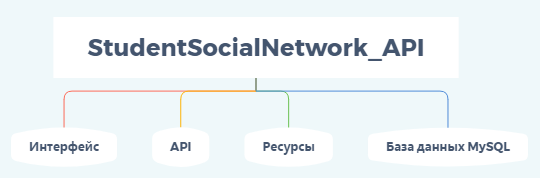 StudentSocialNetwork_API
Интерфейс
API
Ресурсы
База данных MySQL